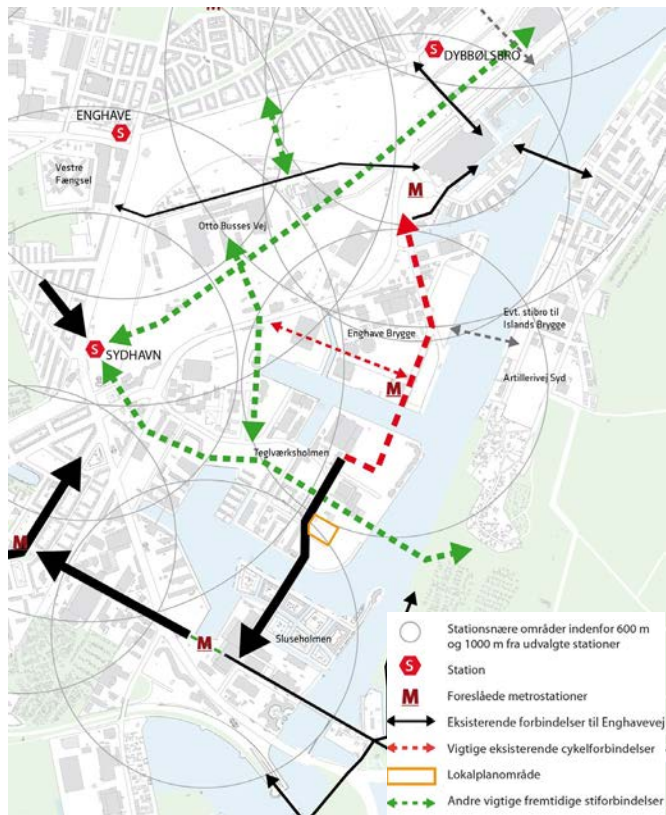 S
DYBBØLSBRO
ENGHAVE
S
Vestre
Fængsel
M
Otto Busses Vej
Evt. stibro til
Islands Brygge
Enghave Brygge
S
SYDHAVN
M
Artillerivej Syd
Teglværksholmen
M
Sluseholmen
M
Stationsnære områder indenfor 600 m
og 1000 m fra udvalgte stationer
S
Station
M
Foreslåede metrostationer
Eksisterende forbindelser til Enghavevej
Vigtige eksisterende cykelforbindelser
Lokalplanområde
Andre vigtige fremtidige stiforbindelser